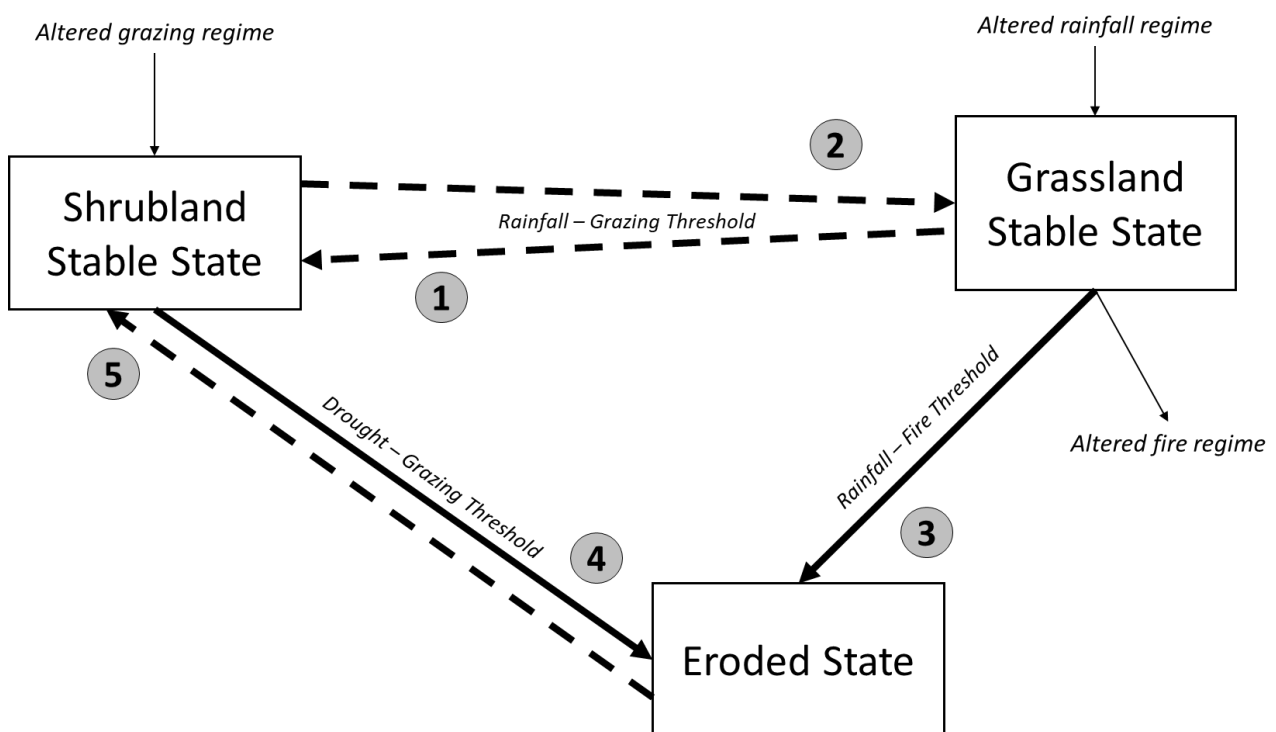 Altered grazing regime
Altered rainfall regime
2
Shrubland
Stable State
Grassland
Stable State
Rainfall – Grazing Threshold
1
5
Drought – Grazing Threshold
Rainfall – Fire Threshold
Altered fire regime
4
3
Eroded State